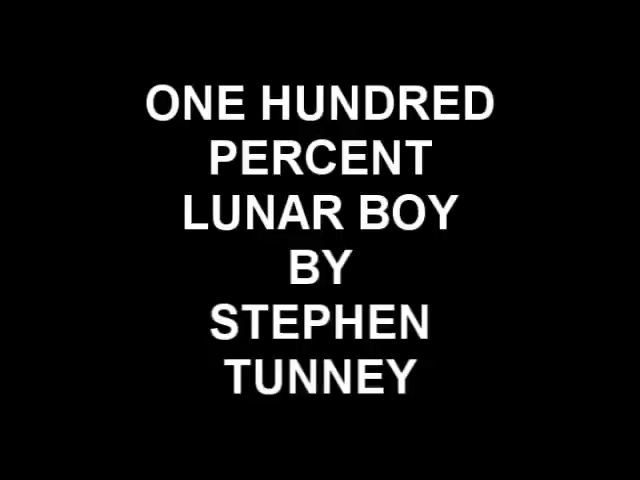 ONE HUNDRED
PERCENT
LUNAR BOY
BY
STEPHEN
TUNNEY